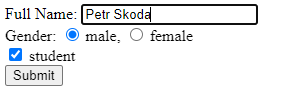 Full Name: Petr Skoda
Gender: male, female
student
Submit